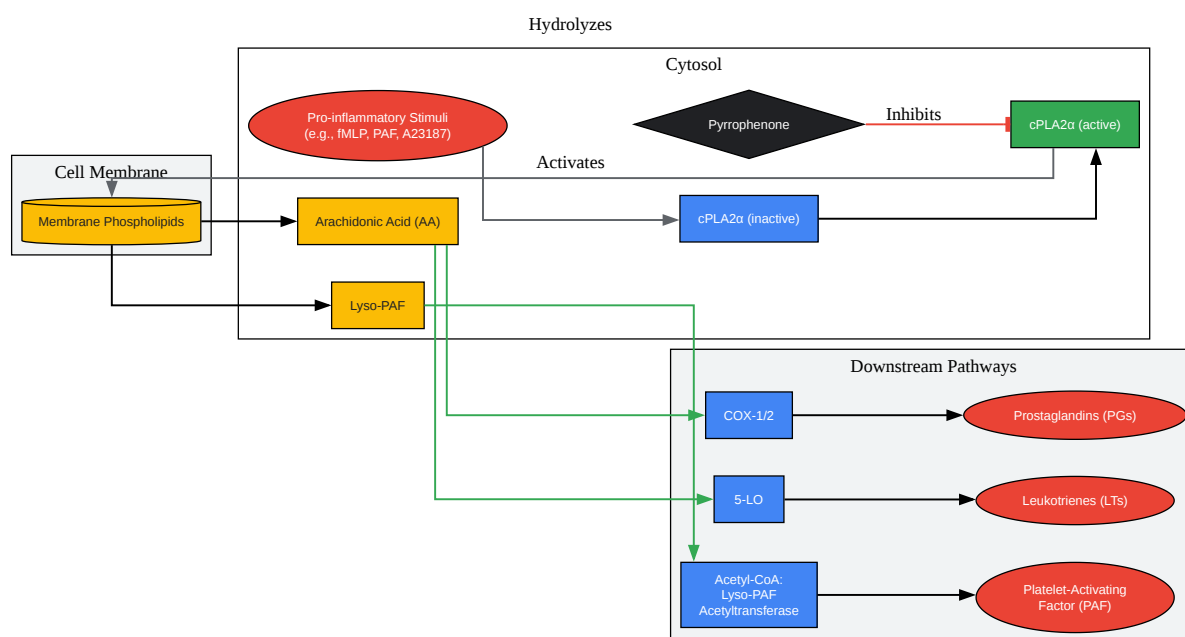 Hydrolyzes
Cytosol
Pro-inflammatory Stimuli
(e.g., fMLP, PAF, A23187)
Pyrrophenone
Inhibits
cPLA2α (active)
Activates
Cell Membrane
Membrane Phospholipids
Arachidonic Acid (AA)
cPLA2α (inactive)
Lyso-PAF
Downstream Pathways
COX-1/2
Prostaglandins (PGs)
5-LO
Leukotrienes (LTs)
Acetyl-CoA:
Lyso-PAF
Acetyltransferase
Platelet-Activating
Factor (PAF)